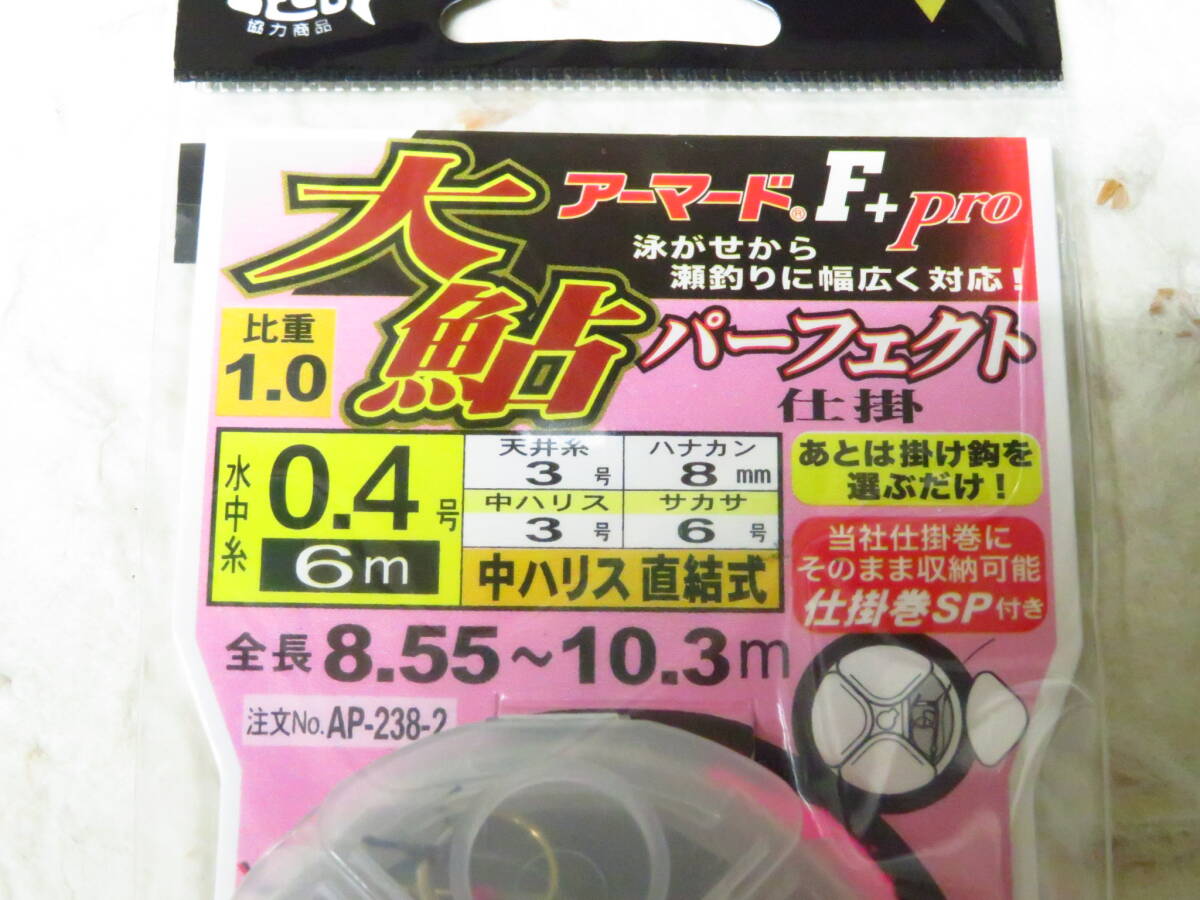 協力商品
アーマード® F+pro
泳がせから
瀬釣りに幅広く対応!
大鮎
パーフェクト
仕掛
比重
1.0
水中糸
0.4号
6m
天井糸
3号
ハナカン
8mm
中ハリス
3号
サカサ
6号
中ハリス直結式
あとは掛け鈎を
選ぶだけ!
当社仕掛巻に
そのまま収納可能
仕掛巻SP付き
全長8.55~10.3m
注文No.AP-238-2